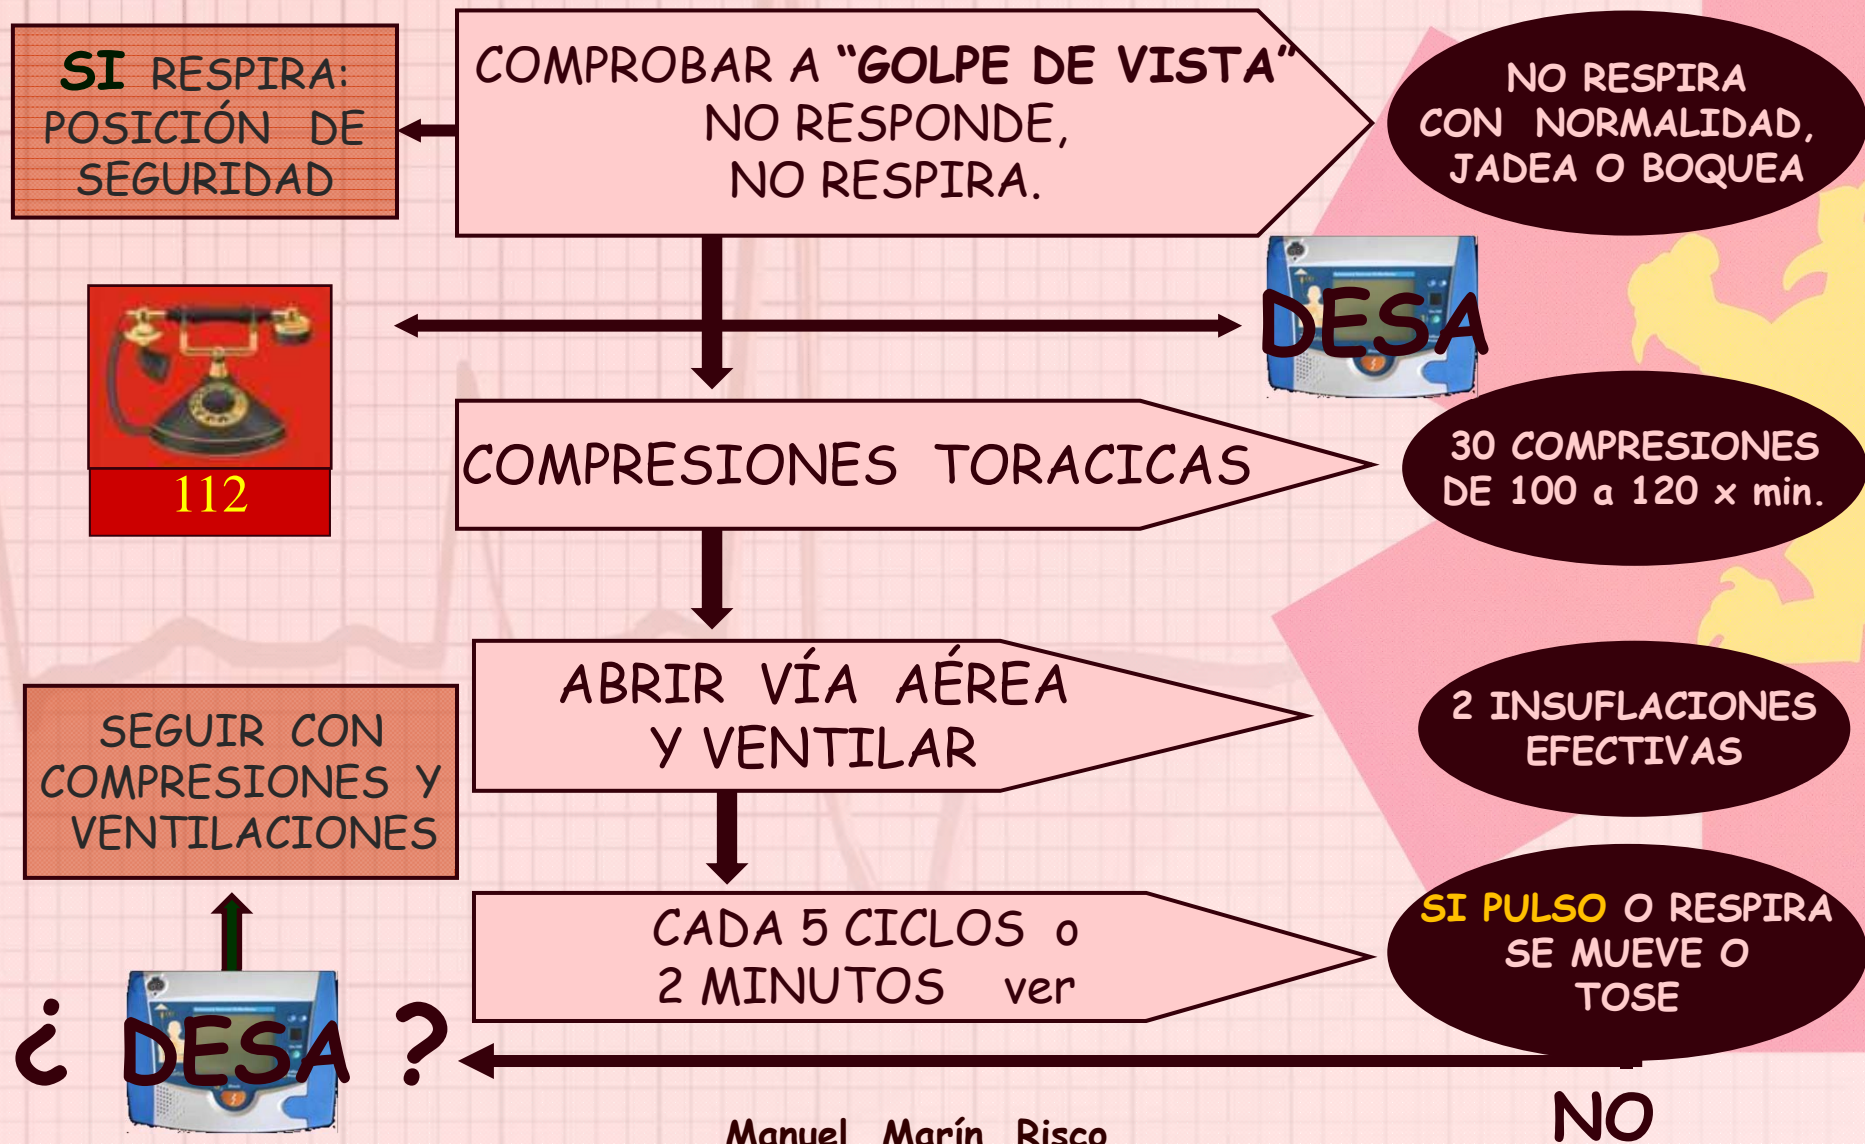 SI RESPIRA:
POSICIÓN DE
SEGURIDAD
COMPROBAR A “GOLPE DE VISTA”
NO RESPONDE,
NO RESPIRA.
NO RESPIRA
CON NORMALIDAD,
JADEA O BOQUEA
112
DESA
COMPRESIONES TORACICAS
30 COMPRESIONES
DE 100 a 120 x min.
ABRIR VÍA AÉREA
Y VENTILAR
2 INSUFLACIONES
EFECTIVAS
SEGUIR CON
COMPRESIONES Y
VENTILACIONES
CADA 5 CICLOS o
2 MINUTOS ver
SI PULSO O RESPIRA
SE MUEVE O
TOSE
¿ DESA ?
NO
Manuel Marín Risco